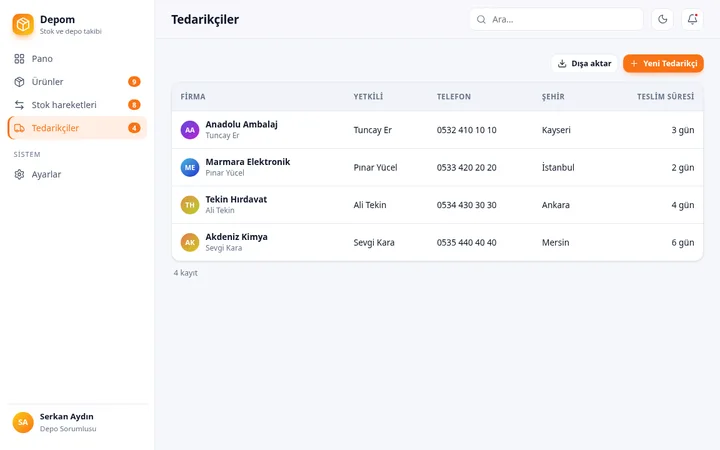 Depom
Stok ve depo takibi
Pano
Ürünler 9
Stok hareketleri 8
Tedarikçiler 4
SİSTEM
Ayarlar
SA
Serkan Aydın
Depo Sorumlusu
Tedarikçiler
Ara...
Dışa aktar
Yeni Tedarikçi
FİRMA YETKİLİ TELEFON ŞEHİR TESLİM SÜRESİ
AA Anadolu Ambalaj Tuncay Er 0532 410 10 10 Kayseri 3 gün
Tuncay Er
ME Marmara Elektronik Pınar Yücel 0533 420 20 20 İstanbul 2 gün
Pınar Yücel
TH Tekin Hırdavat Ali Tekin 0534 430 30 30 Ankara 4 gün
Ali Tekin
AK Akdeniz Kimya Sevgi Kara 0535 440 40 40 Mersin 6 gün
Sevgi Kara
4 kayıt